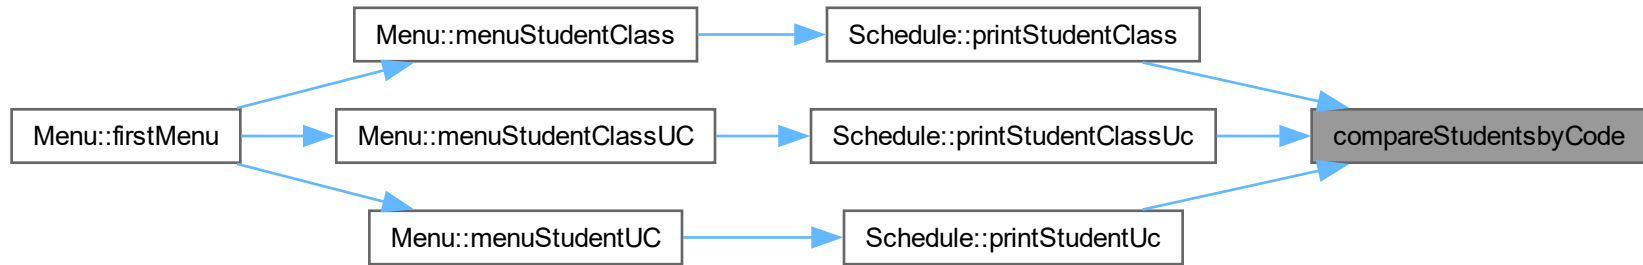 Menu::menuStudentClass
Schedule::printStudentClass
Menu::firstMenu
Menu::menuStudentClassUC
Schedule::printStudentClassUc
compareStudentsbyCode
Menu::menuStudentUC
Schedule::printStudentUc